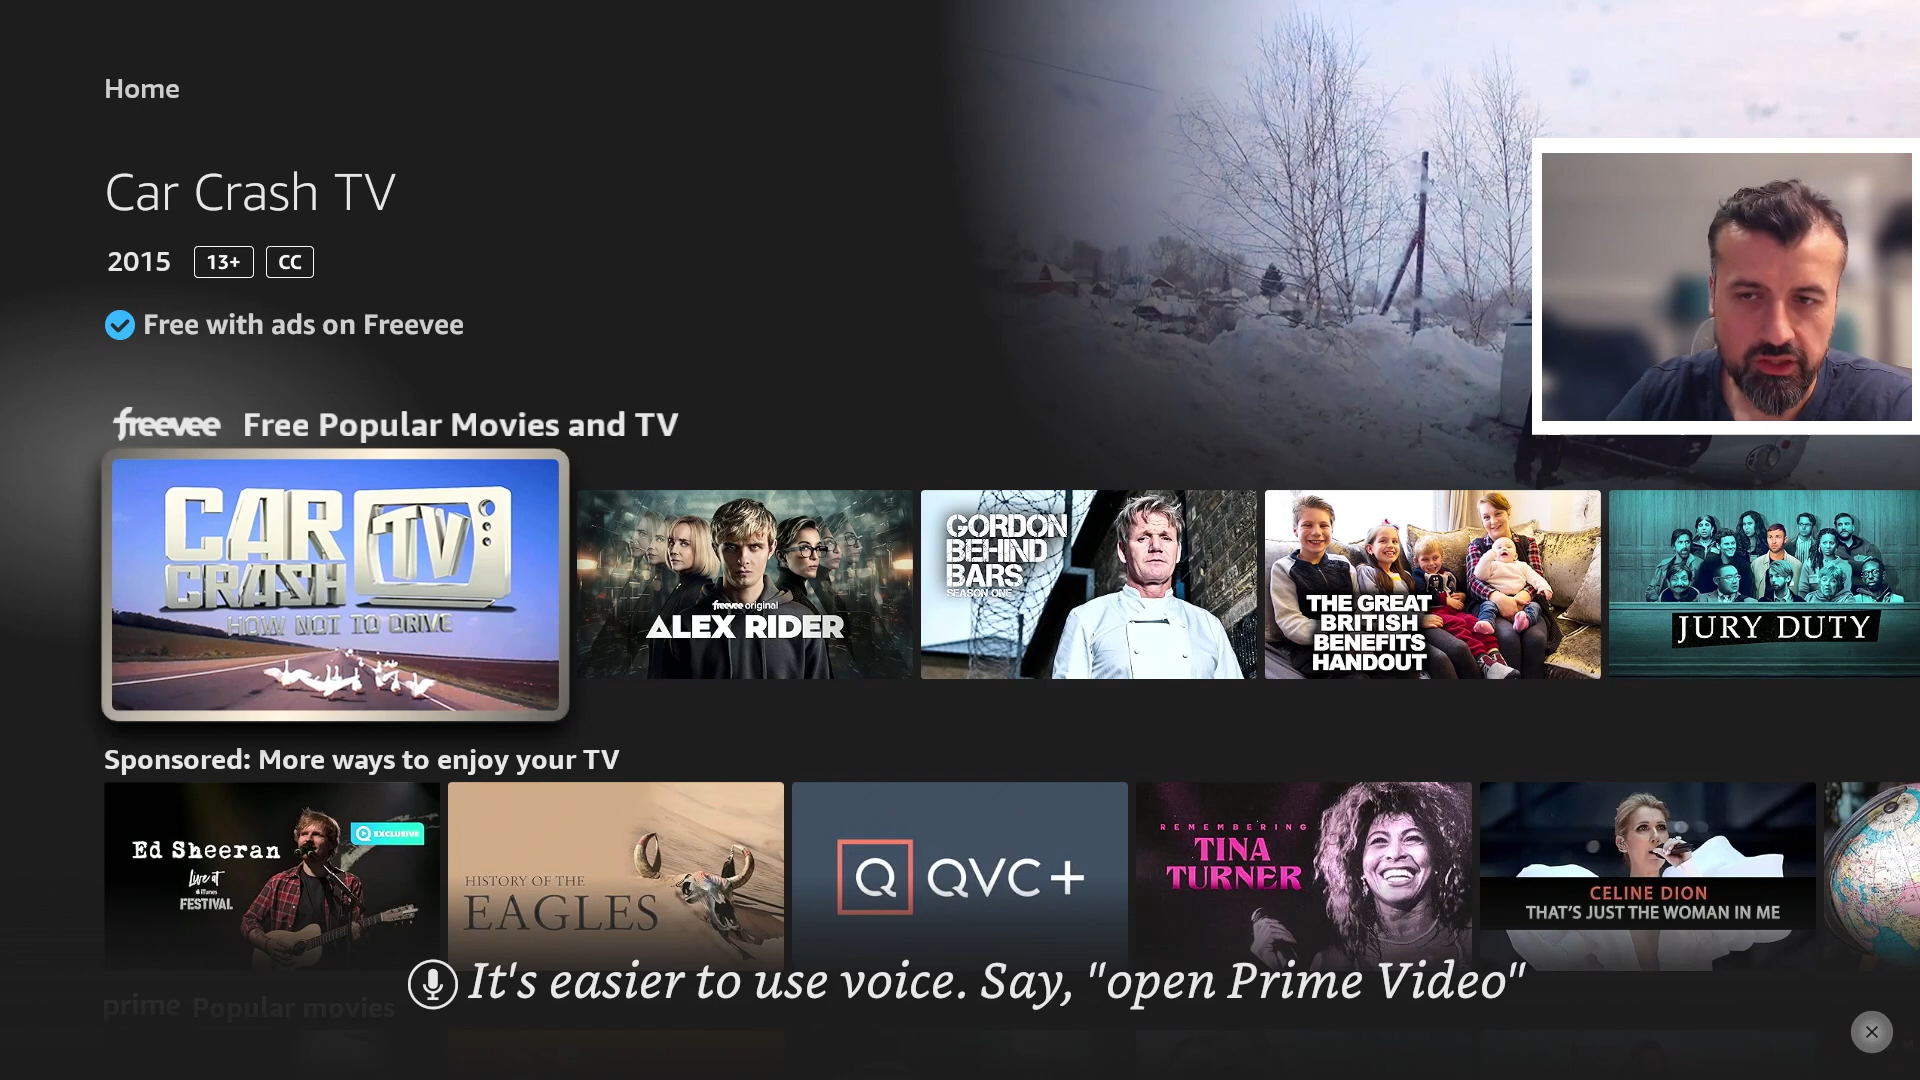 Home
Car Crash TV
2015 13+ CC
Free with ads on Freevee
freevee Free Popular Movies and TV
CAR CRASH TV
HOW NOT TO DRIVE
freevee original
ALEX RIDER
GORDON
BEHIND
BARS
SEASON ONE
THE GREAT
BRITISH
BENEFITS
HANDOUT
JURY DUTY
Sponsored: More ways to enjoy your TV
Ed Sheeran
Live at
iTunes
FESTIVAL
EXCLUSIVE
HISTORY OF THE
EAGLES
Q QVC+
REMEMBERING
TINA
TURNER
CELINE DION
THAT'S JUST THE WOMAN IN ME
It's easier to use voice. Say, "open Prime Video"
prime Popular movies